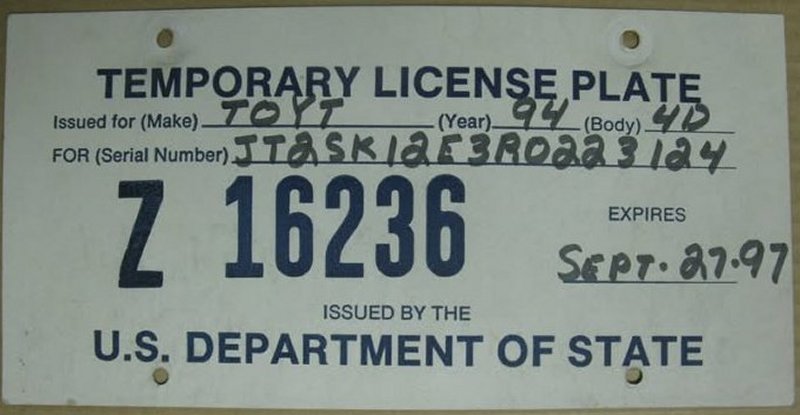 TEMPORARY LICENSE PLATE
Issued for (Make) TOYT (Year) 94 (Body) 4D
FOR (Serial Number) JT2SK12E3R0223124
Z 16236
EXPIRES
SEPT. 27.97
ISSUED BY THE
U.S. DEPARTMENT OF STATE